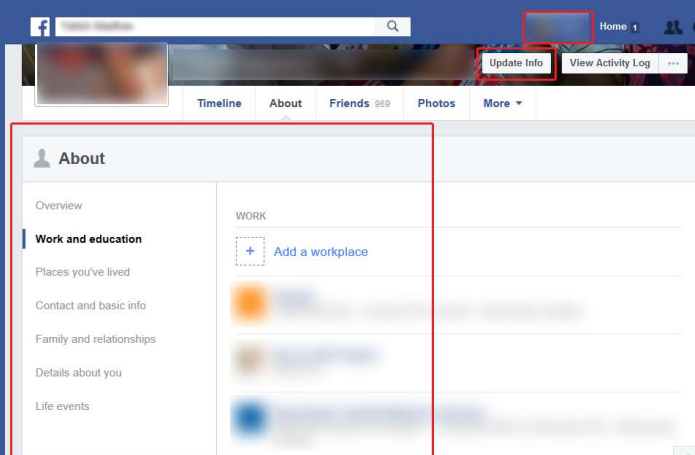 f
Home 1
Update Info
View Activity Log
Timeline
About
Friends 969
Photos
More
About
Overview
Work and education
Places you've lived
Contact and basic info
Family and relationships
Details about you
Life events
WORK
+ Add a workplace